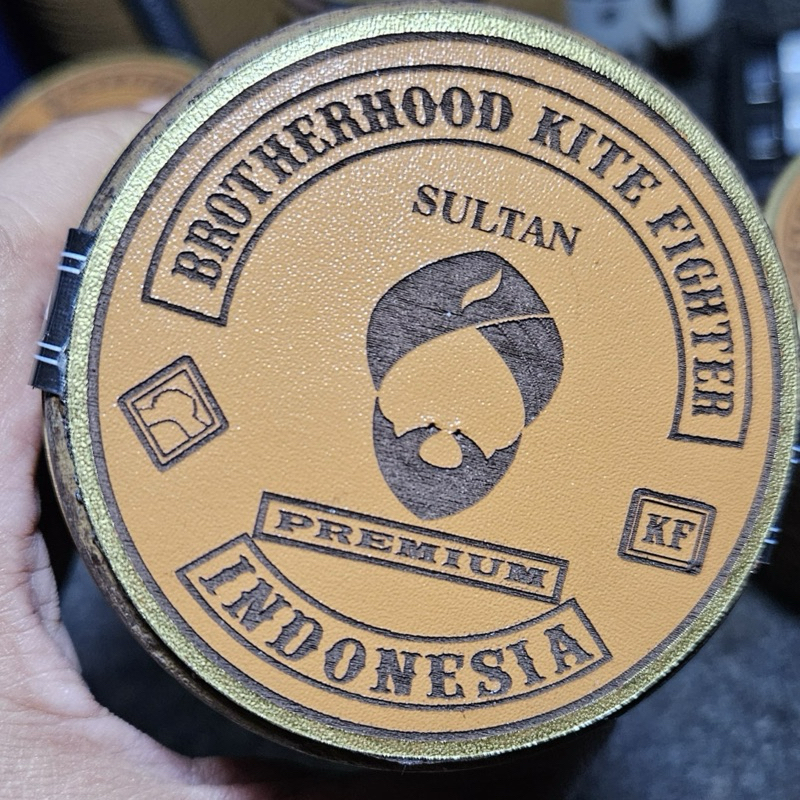 BROTHERHOOD KITE FIGHTER
SULTAN
KF
PREMIUM
INDONESIA